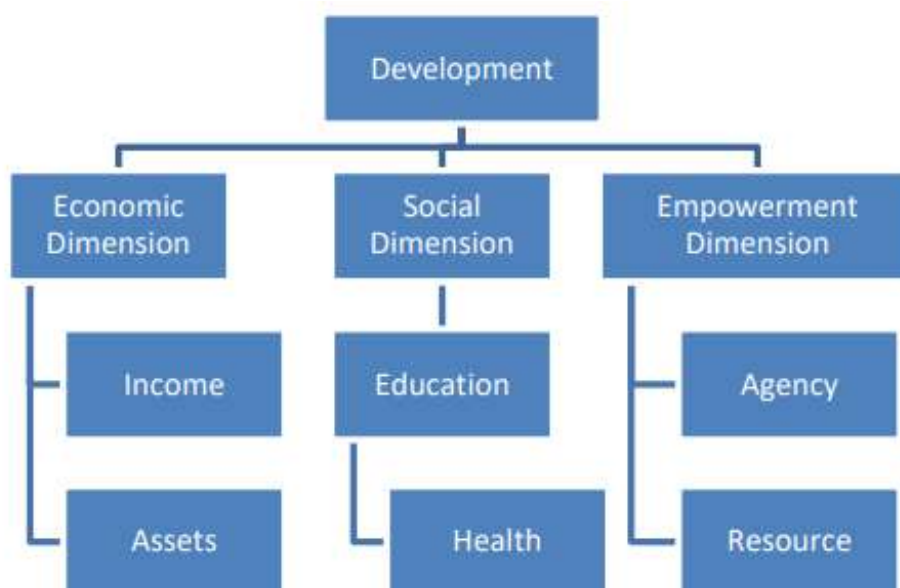 Development
Economic
Dimension
Social
Dimension
Empowerment
Dimension
Income
Education
Agency
Assets
Health
Resource